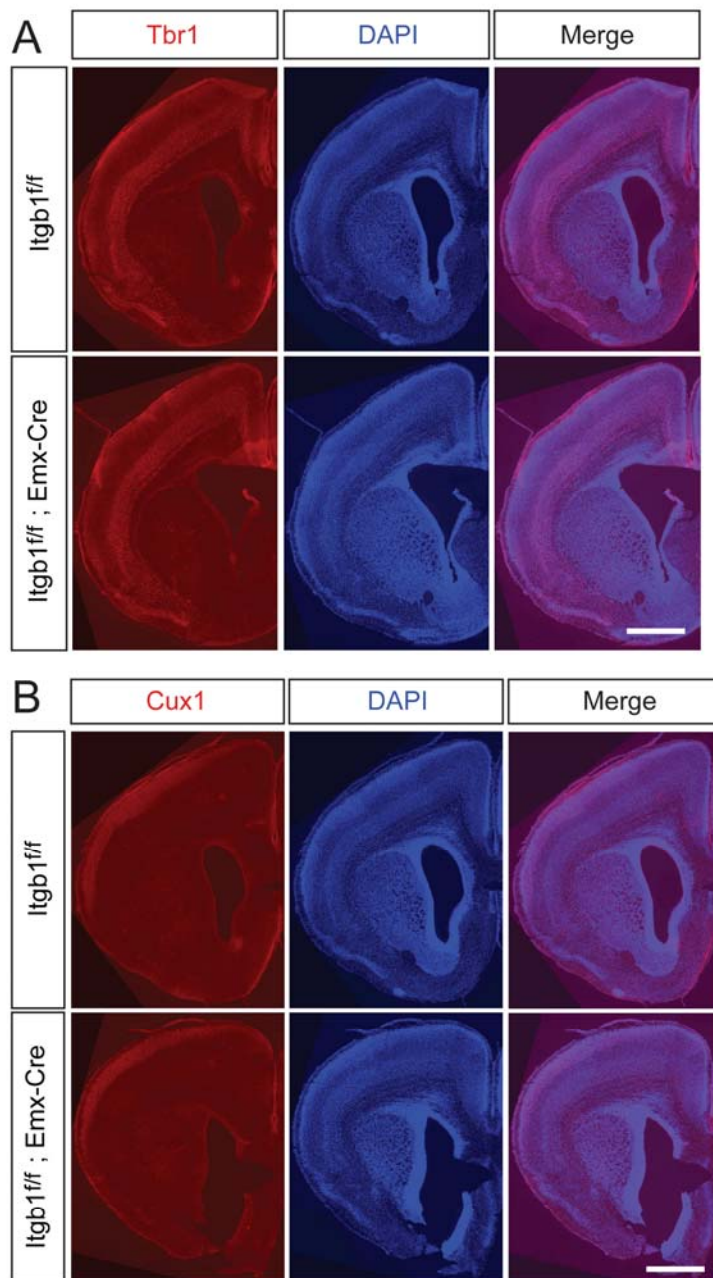 A
Tbr1 DAPI Merge
Itgb1f/f
Itgb1f/f ; Emx-Cre
B
Cux1 DAPI Merge
Itgb1f/f
Itgb1f/f ; Emx-Cre